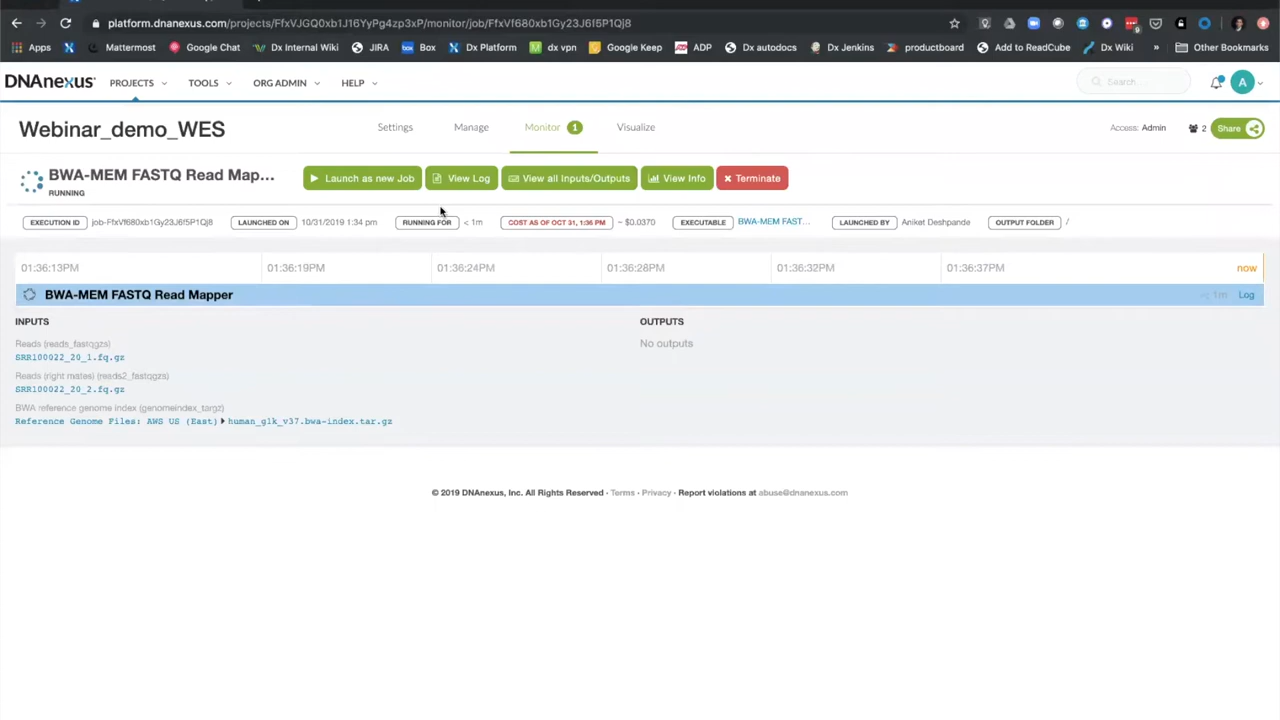 platform.dnanexus.com/projects/FfxVJGQ0xb1J16YyPg4zp3xP/monitor/job/FfxVf680xb1Gy23J6f5P1Qj8
Apps Mattermost Google Chat Dx Internal Wiki JIRA Box Dx Platform dx vpn Google Keep ADP Dx autodocs Dx Jenkins productboard Add to ReadCube Dx Wiki » Other Bookmarks
DNAnexus PROJECTS TOOLS ORG ADMIN HELP Search... A
Webinar_demo_WES Settings Manage Monitor 1 Visualize Access: Admin 2 Share
BWA-MEM FASTQ Read Map... Launch as new Job View Log View all Inputs/Outputs View Info Terminate
RUNNING
EXECUTION ID job-FfxVf680xb1Gy23J6f5P1Qj8 LAUNCHED ON 10/31/2019 1:34 pm RUNNING FOR < 1m COST AS OF OCT 31, 1:36 PM ~ $0.0370 EXECUTABLE BWA-MEM FAST... LAUNCHED BY Aniket Deshpande OUTPUT FOLDER /
01:36:13PM 01:36:19PM 01:36:24PM 01:36:28PM 01:36:32PM 01:36:37PM now
BWA-MEM FASTQ Read Mapper 1m Log
INPUTS OUTPUTS
Reads (reads_fastqgzs) No outputs
SRR100022_20_1.fq.gz
Reads (right mates) (reads2_fastqgzs)
SRR100022_20_2.fq.gz
BWA reference genome index (genomeindex_targz)
Reference Genome Files: AWS US (East) human_g1k_v37.bwa-index.tar.gz
© 2019 DNAnexus, Inc. All Rights Reserved · Terms · Privacy · Report violations at abuse@dnanexus.com